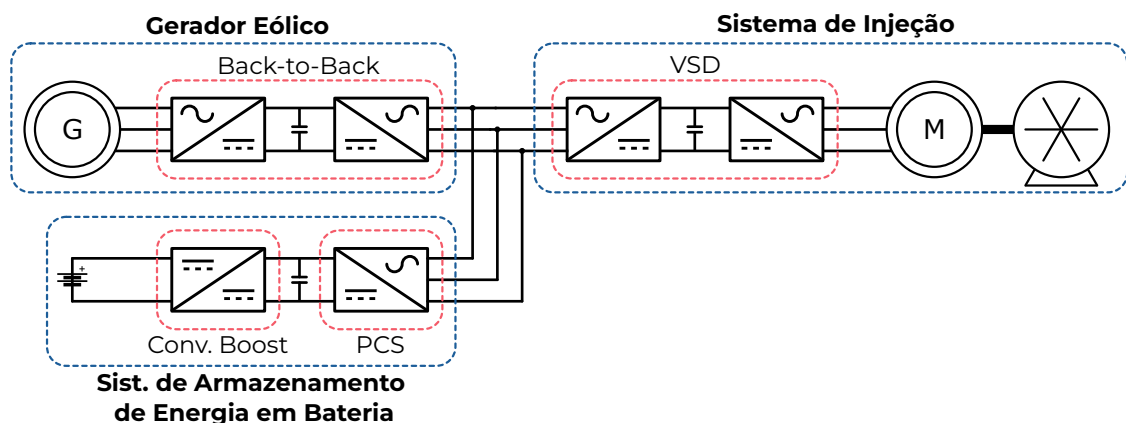 Gerador Eólico
Sistema de Injeção
Back-to-Back
VSD
G
M
+
Conv. Boost
PCS
Sist. de Armazenamento
de Energia em Bateria